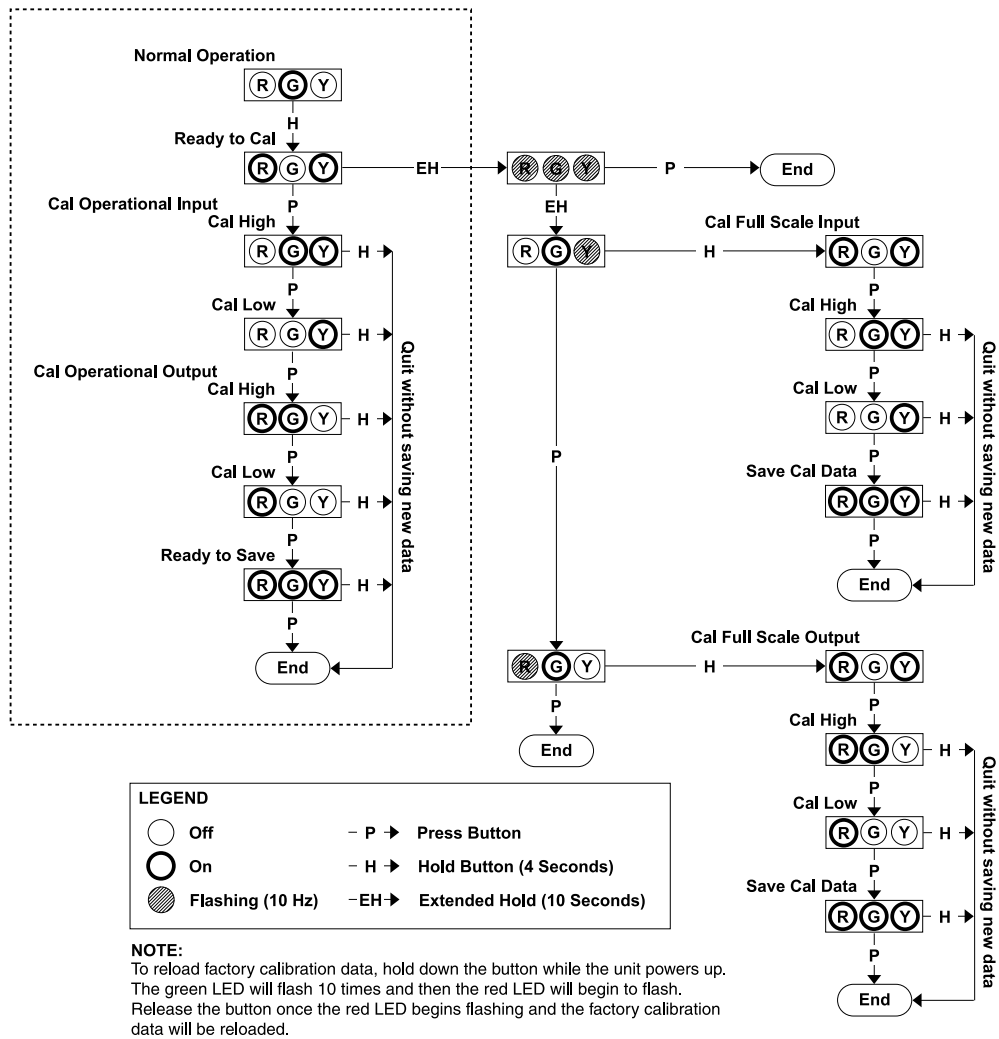 Normal Operation
R G Y
H
Ready to Cal
R G Y
EH
R G Y
P
End
P
EH
Cal Operational Input
Cal High
R G Y
H
R G Y
H
Cal Full Scale Input
R G Y
P
P
Cal Low
R G Y
H
P
Cal Operational Output
Cal High
R G Y
H
P
Cal Low
R G Y
H
P
Ready to Save
R G Y
H
P
End
Quit without saving new data
Cal High
R G Y
H
P
Cal Low
R G Y
H
P
Save Cal Data
R G Y
H
P
End
Quit without saving new data
P
R G Y
H
P
End
Cal Full Scale Output
R G Y
P
Cal High
R G Y
H
P
Cal Low
R G Y
H
P
Save Cal Data
R G Y
H
P
End
Quit without saving new data
LEGEND
Off
P
Press Button
On
H
Hold Button (4 Seconds)
Flashing (10 Hz)
EH
Extended Hold (10 Seconds)
NOTE:
To reload factory calibration data, hold down the button while the unit powers up.
The green LED will flash 10 times and then the red LED will begin to flash.
Release the button once the red LED begins flashing and the factory calibration
data will be reloaded.